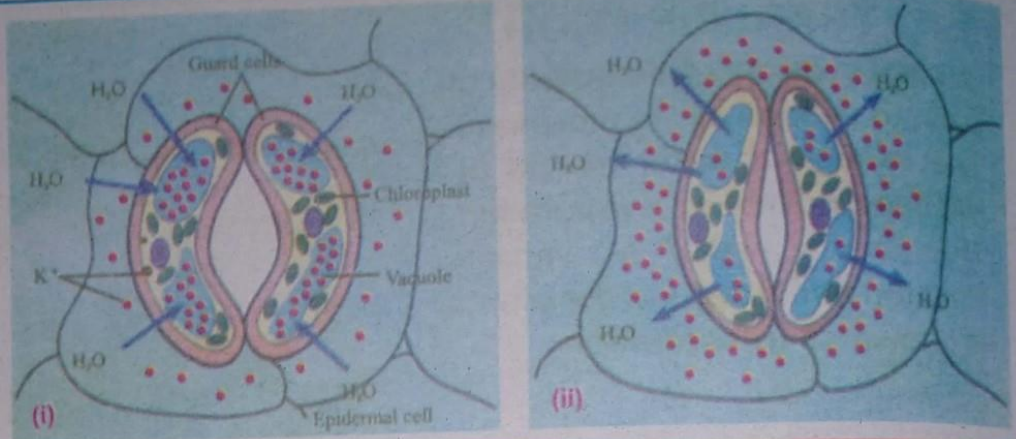 Guard cells
H₂O
H₂O
H₂O
Chloroplast
K⁺
Vacuole
H₂O
H₂O
Epidermal cell
(i)
H₂O
H₂O
H₂O
H₂O
H₂O
(ii)